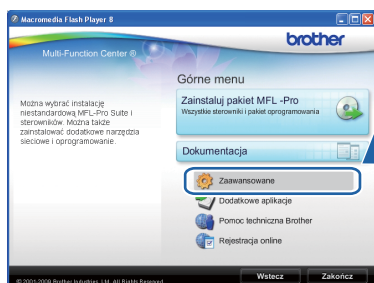 Macromedia Flash Player 8
brother
Multi-Function Center ®
Górne menu
Można wybrać instalację
niestandardową MFL-Pro Suite i
sterowników. Można także
zainstalować dodatkowe narzędzia
sieciowe i oprogramowanie.
Zainstaluj pakiet MFL -Pro
Wszystkie sterowniki i pakiet oprogramowania
Dokumentacja
Zaawansowane
Dodatkowe aplikacje
Pomoc techniczna Brother
Rejestracja online
© 2001-2009 Brother Industries, Ltd. All Rights Reserved.
Wstecz
Zakończ